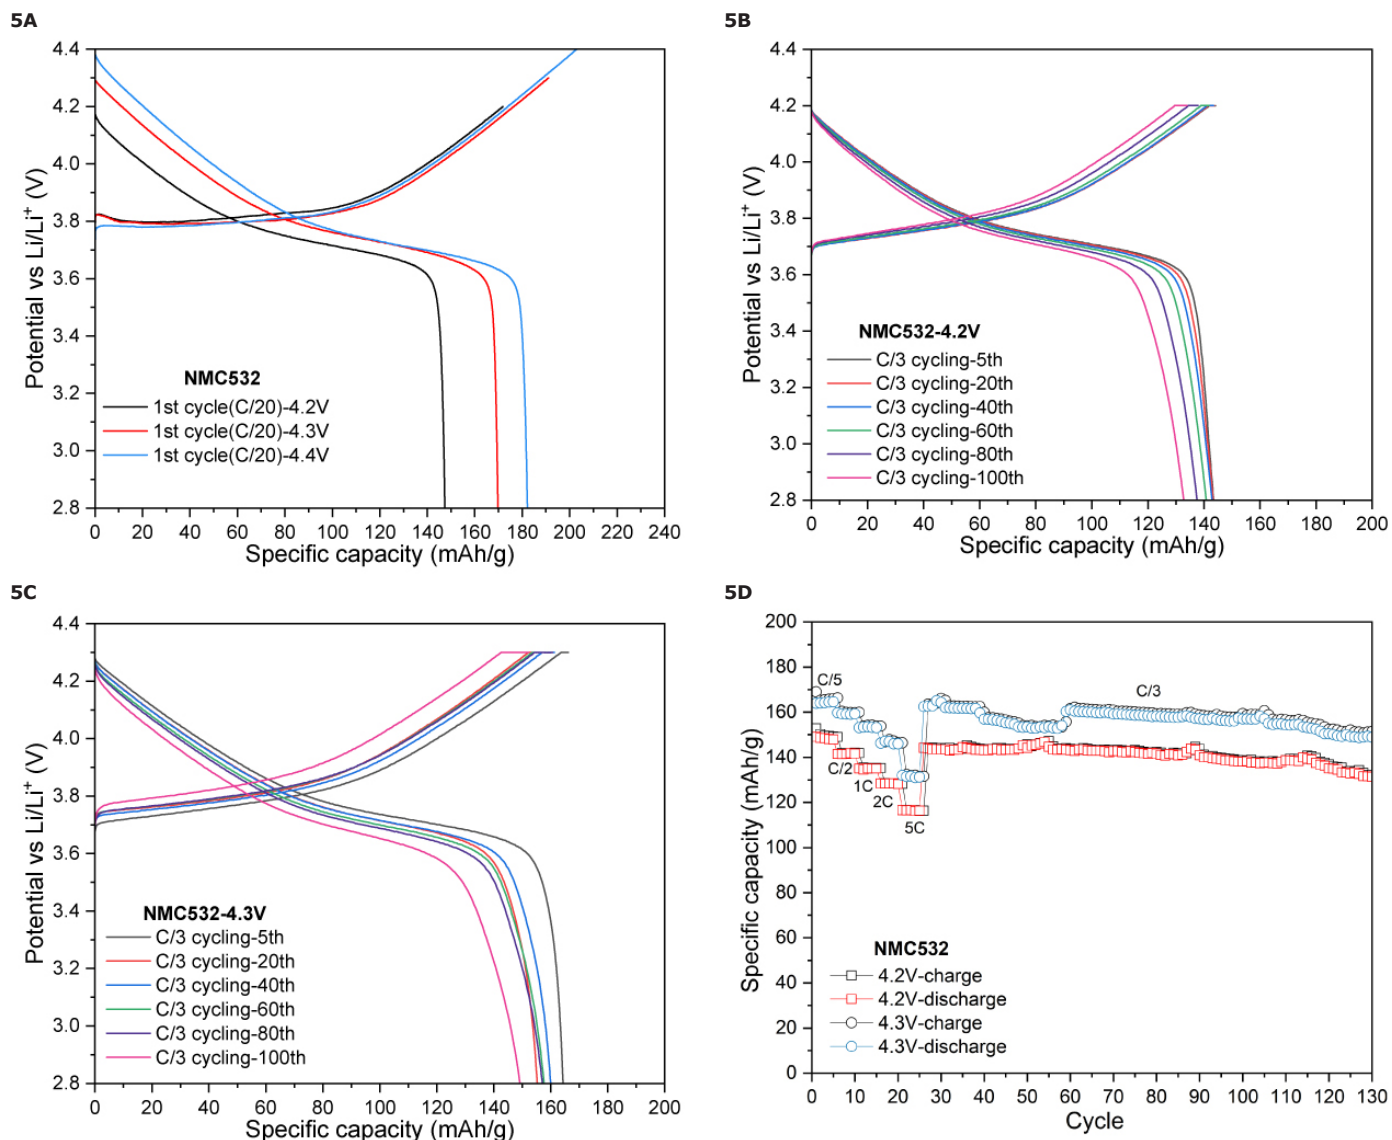 5A
4.4
4.2
4.0
3.8
3.6
3.4
3.2
3.0
2.8
Potential vs Li/Li⁺ (V)
NMC532
1st cycle(C/20)-4.2V
1st cycle(C/20)-4.3V
1st cycle(C/20)-4.4V
0 20 40 60 80 100 120 140 160 180 200 220 240
Specific capacity (mAh/g)
5B
4.4
4.2
4.0
3.8
3.6
3.4
3.2
3.0
2.8
Potential vs Li/Li⁺ (V)
NMC532-4.2V
C/3 cycling-5th
C/3 cycling-20th
C/3 cycling-40th
C/3 cycling-60th
C/3 cycling-80th
C/3 cycling-100th
0 20 40 60 80 100 120 140 160 180 200
Specific capacity (mAh/g)
5C
4.4
4.2
4.0
3.8
3.6
3.4
3.2
3.0
2.8
Potential vs Li/Li⁺ (V)
NMC532-4.3V
C/3 cycling-5th
C/3 cycling-20th
C/3 cycling-40th
C/3 cycling-60th
C/3 cycling-80th
C/3 cycling-100th
0 20 40 60 80 100 120 140 160 180 200
Specific capacity (mAh/g)
5D
200
180
160
140
120
100
80
60
40
20
0
Specific capacity (mAh/g)
C/5
C/3
C/2
1C
2C
5C
NMC532
4.2V-charge
4.2V-discharge
4.3V-charge
4.3V-discharge
0 10 20 30 40 50 60 70 80 90 100 110 120 130
Cycle